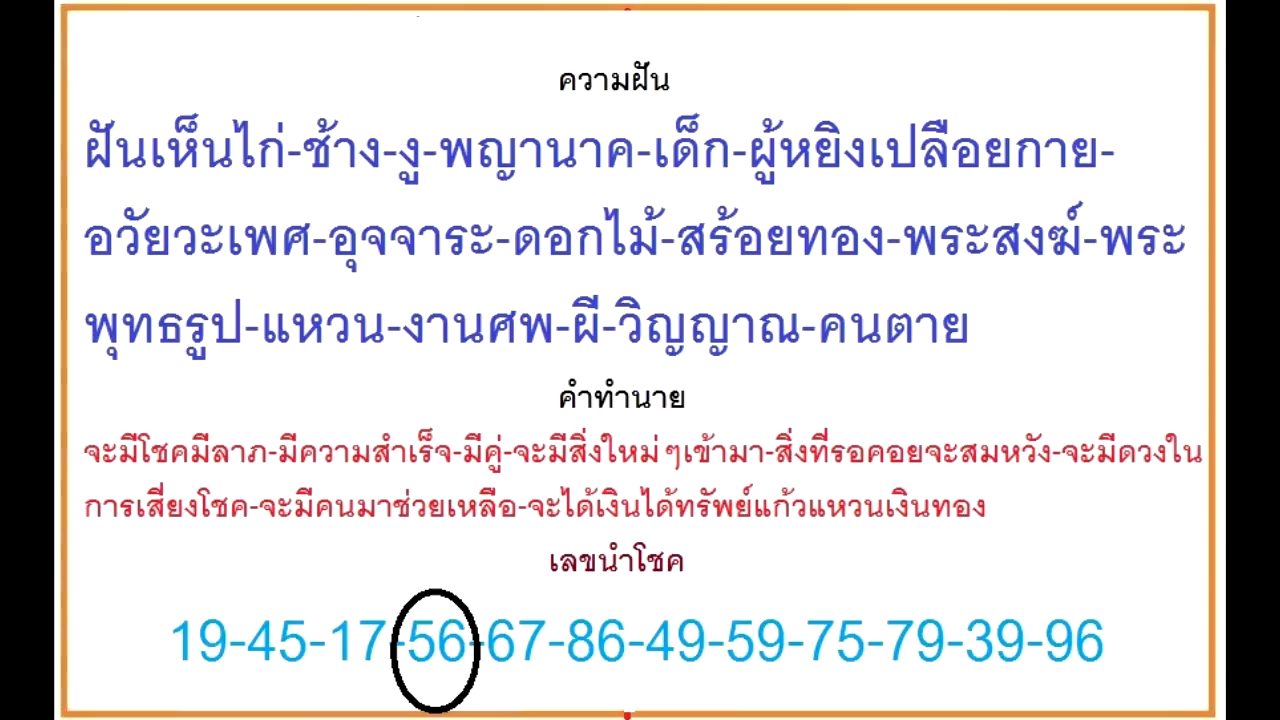 ความฝัน
ฝันเห็นไก่-ช้าง-งู-พญานาค-เด็ก-ผู้หยิงเปลือยกาย-
อวัยวะเพศ-อุจจาระ-ดอกไม้-สร้อยทอง-พระสงฆ์-พระ
พุทธรูป-แหวน-งานศพ-ผี-วิญญาณ-คนตาย
คำทำนาย
จะมีโชคมีลาภ-มีความสำเร็จ-มีคู่-จะมีสิ่งใหม่ๆเข้ามา-สิ่งที่รอคอยจะสมหวัง-จะมีดวงใน
การเสี่ยงโชค-จะมีคนมาช่วยเหลือ-จะได้เงินได้ทรัพย์แก้วแหวนเงินทอง
เลขนำโชค
19-45-17-56-67-86-49-59-75-79-39-96